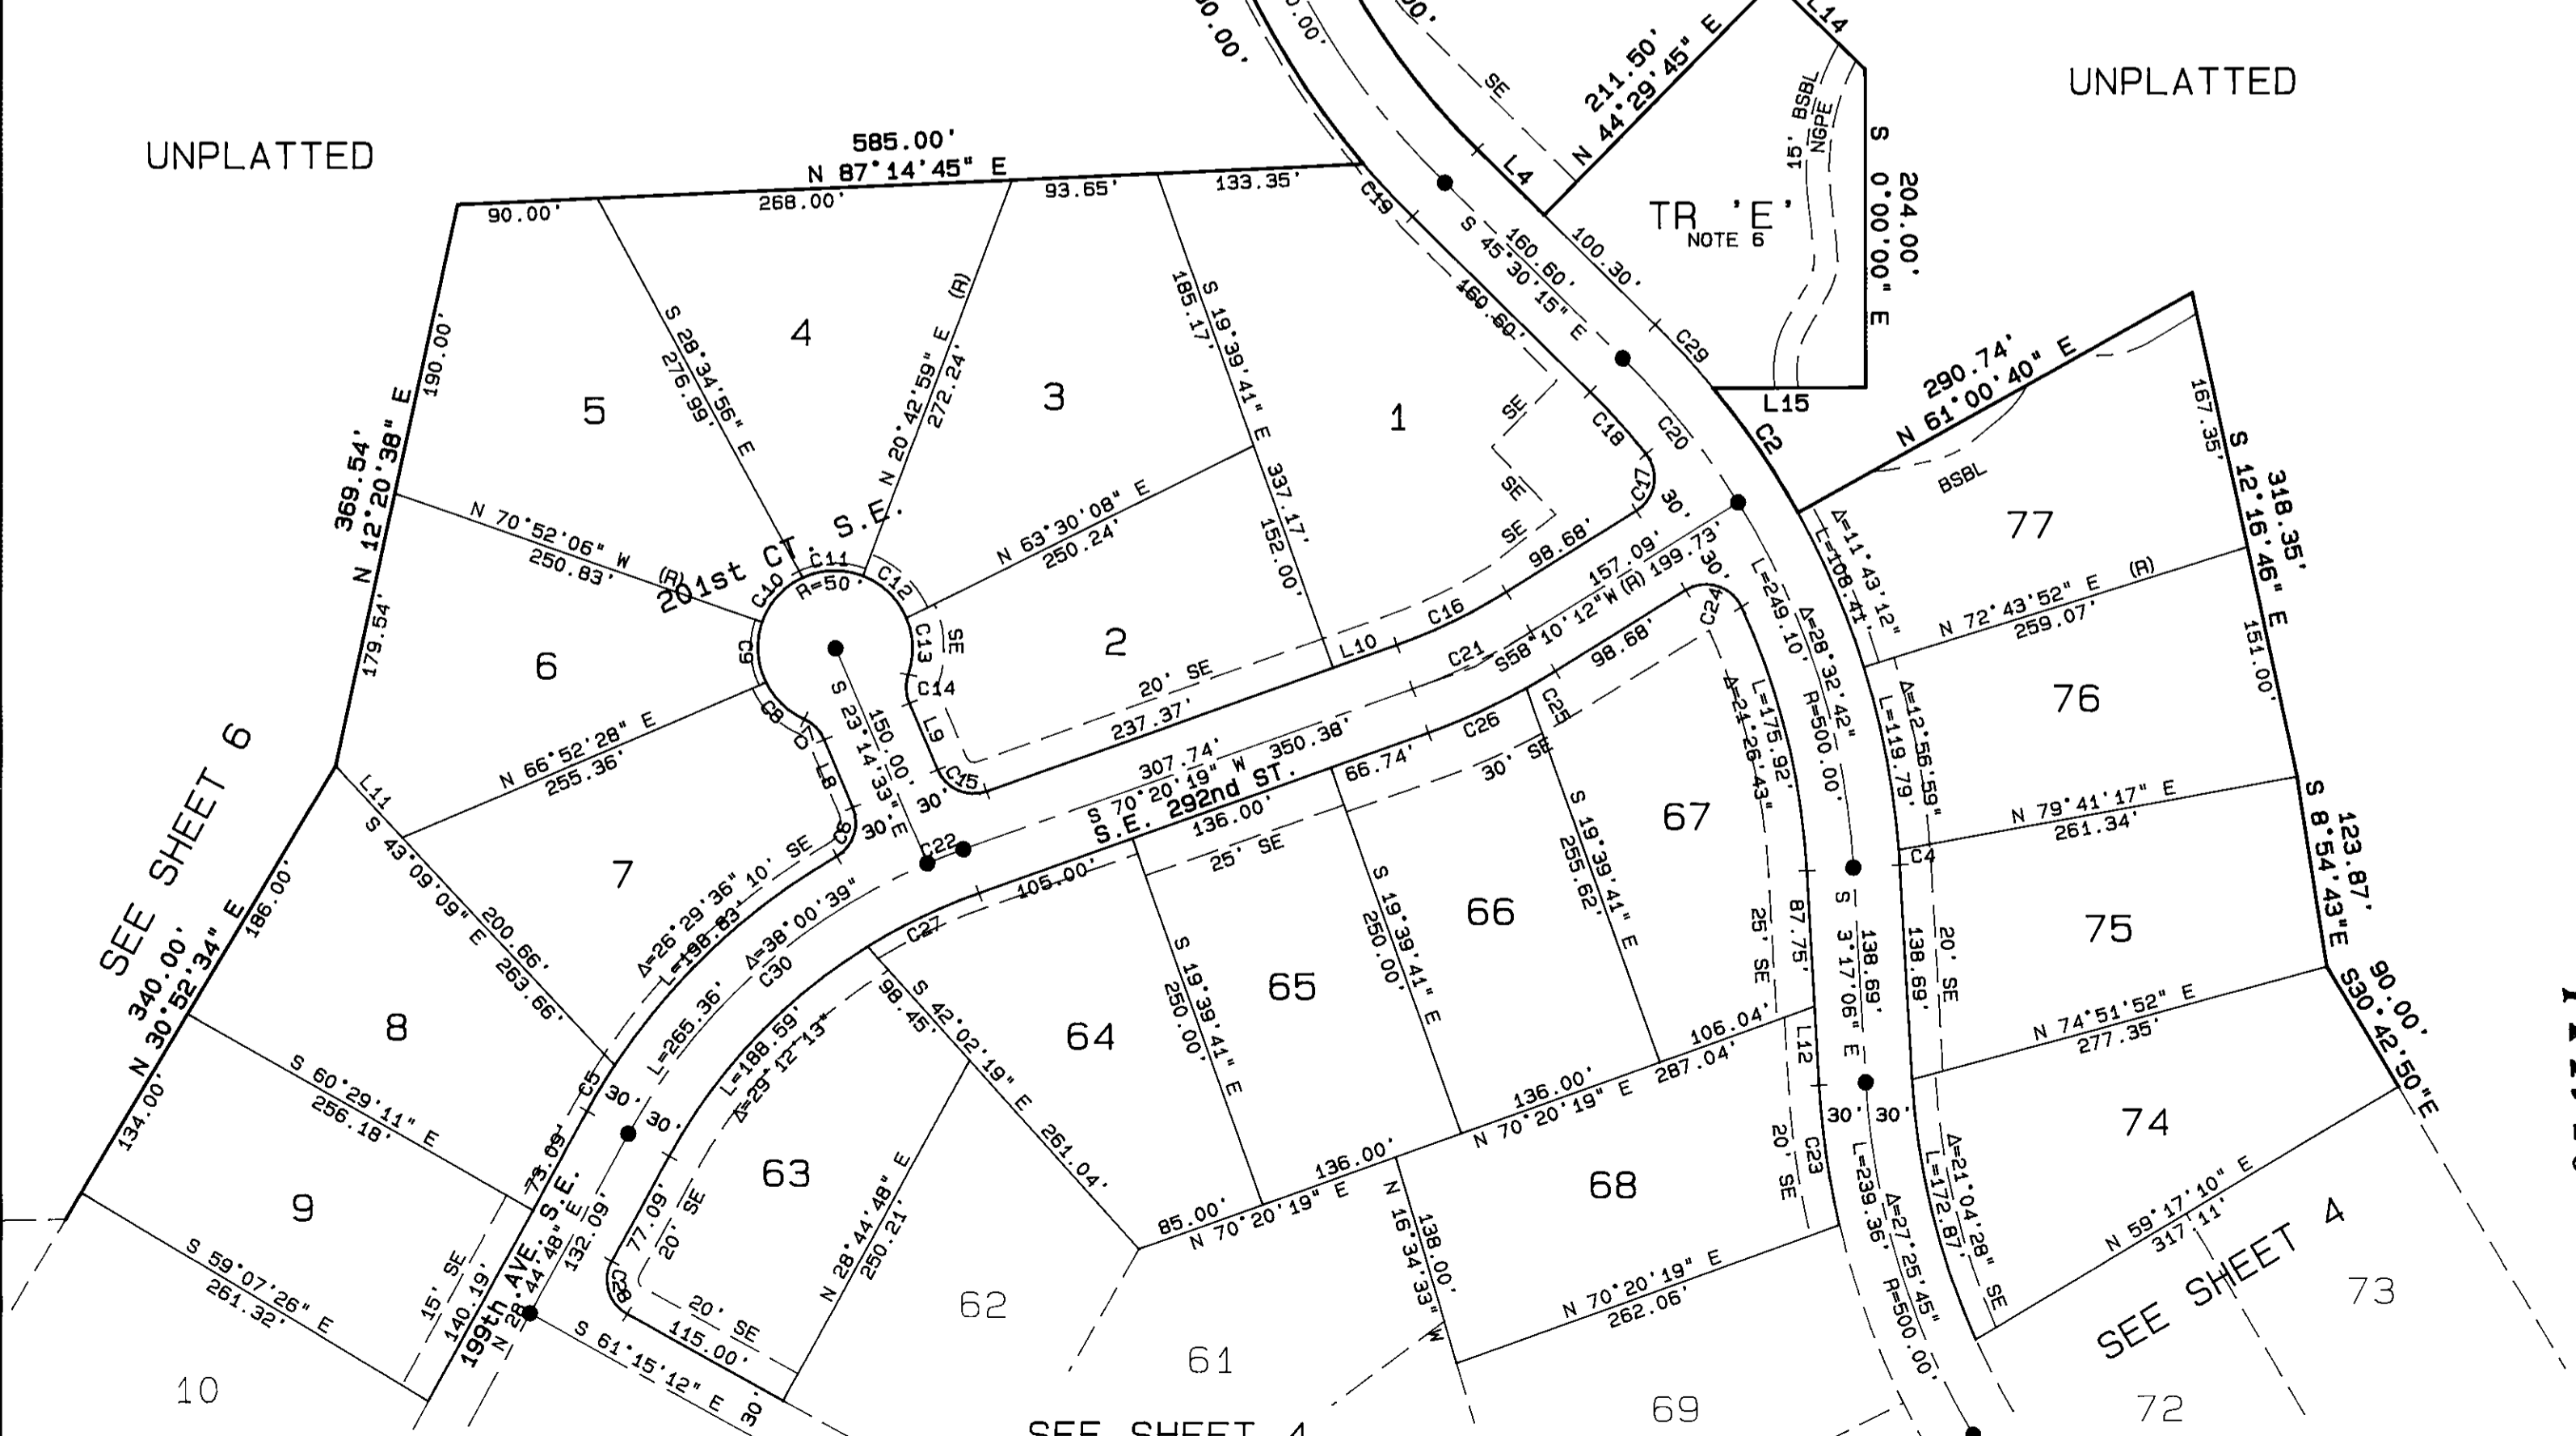 UNPLATTED
585.00'
N 87°14'45" E
90.00'
268.00'
93.65'
133.35'
SE
211.50'
N 44°29'45" E
L14
15' BSBL
NGPE
S 0°00'00" E
204.00'
UNPLATTED
TR 'E'
NOTE 6
L4
100.30'
C19
160.60'
S 45°30'15" E
160.60'
C29
L15
C2
C20
C18
C17
290.74'
N 61°00'40" E
BSBL
167.35'
S 12°16'46" E
318.35'
151.00'
369.54'
N 12°20'38" E
190.00'
179.54'
5
4
3
1
S 28°34'56" E
276.99'
N 20°42'59" E (R)
272.24'
S 19°39'41" E
185.17'
337.17'
152.00'
N 63°30'08" E
250.24'
SE
SE
SE
N 70°52'06" W (R)
250.83'
201st CT. S.E.
C10
C11
R=50'
C12
C13
SE
C14
C9
C8
C7
L8
L9
C15
C6
6
2
N 66°52'28" E
255.36'
S 23°14'33" E
150.00'
30'
30'
20' SE
237.37'
L10
C16
98.68'
30'
157.09'
S58°10'12"W (R) 199.73'
C21
98.68'
30'
C24
77
Δ=11°43'12"
L=108.41'
N 72°43'52" E (R)
259.07'
76
Δ=12°56'59"
L=119.79'
N 79°41'17" E
261.34'
C4
Δ=28°32'42"
L=249.10'
R=500.00'
L=175.92'
Δ=21°26'43"
307.74'
S 70°20'19" W
350.38'
S.E. 292nd ST.
C22
136.00'
66.74'
C26
C25
30' SE
25' SE
105.00'
67
66
65
64
63
S 19°39'41" E
255.62'
S 19°39'41" E
250.00'
S 19°39'41" E
250.00'
SEE SHEET 6
L11
S 43°09'09" E
200.66'
263.66'
7
10' SE
Δ=26°29'36"
L=198.83'
Δ=38°00'39"
C30
L=265.36'
C27
L=188.59'
Δ=29°12'13"
340.00'
N 30°52'34" E
186.00'
134.00'
8
S 60°29'11" E
256.18'
9
S 59°07'26" E
261.32'
10
C5
30'
30'
73.09'
15' SE
140.19'
199th AVE. S.E.
N 28°44'48" E
132.09'
77.09'
20' SE
C28
20' SE
115.00'
S 61°15'12" E
30'
N 28°44'48" E
250.21'
98.45'
S 42°02'19" E
261.04'
62
85.00'
N 70°20'19" E
136.00'
136.00'
N 70°20'19" E
287.04'
106.04'
61
SEE SHEET 4
N 16°34'33" W
138.00'
68
N 70°20'19" E
262.06'
69
25' SE
87.75'
L12
S 3°17'06" E
138.69'
138.69'
20' SE
30'
30'
20' SE
C23
L=239.36'
Δ=27°25'45"
R=500.00'
Δ=21°04'28"
L=172.87'
SE
75
S 8°54'43"E
123.87'
N 74°51'52" E
277.35'
90.00'
S30°42'50"E
74
N 59°17'10" E
317.11'
SEE SHEET 4
73
72